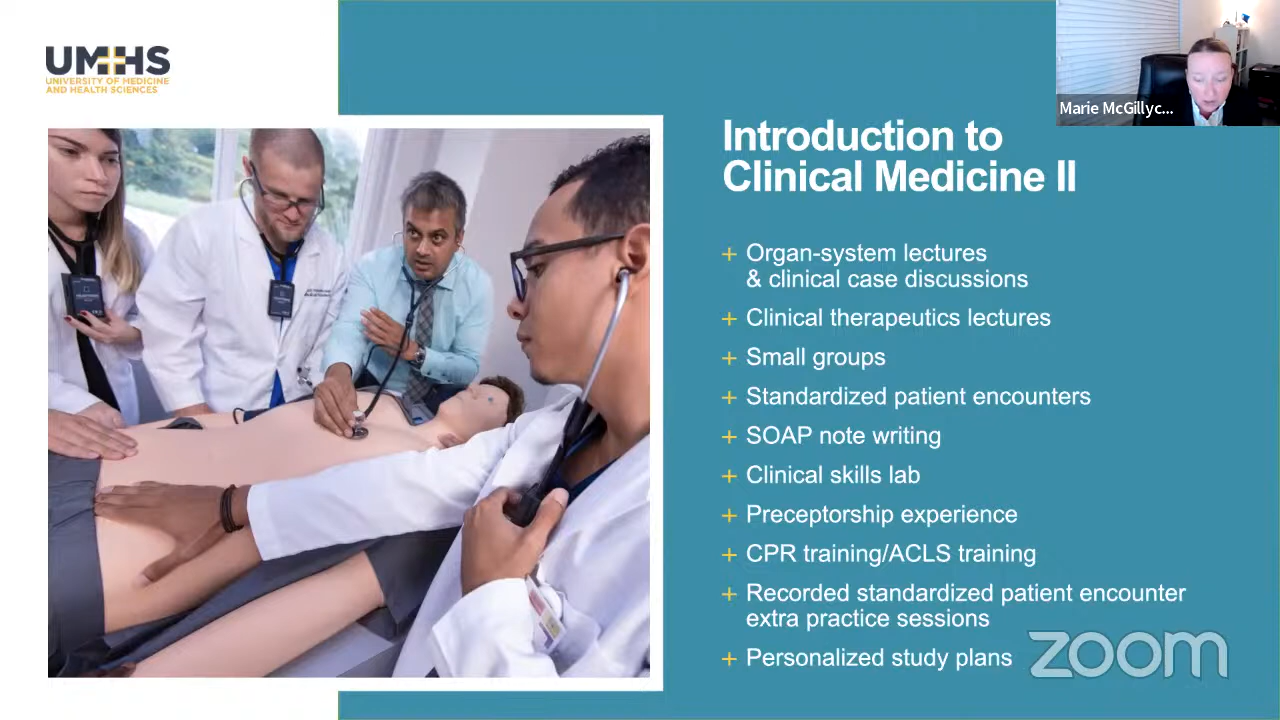 UMHS
UNIVERSITY OF MEDICINE
AND HEALTH SCIENCES
Marie McGillyc...
Introduction to
Clinical Medicine II
+ Organ-system lectures
& clinical case discussions
+ Clinical therapeutics lectures
+ Small groups
+ Standardized patient encounters
+ SOAP note writing
+ Clinical skills lab
+ Preceptorship experience
+ CPR training/ACLS training
+ Recorded standardized patient encounter
extra practice sessions
+ Personalized study plans
zoom